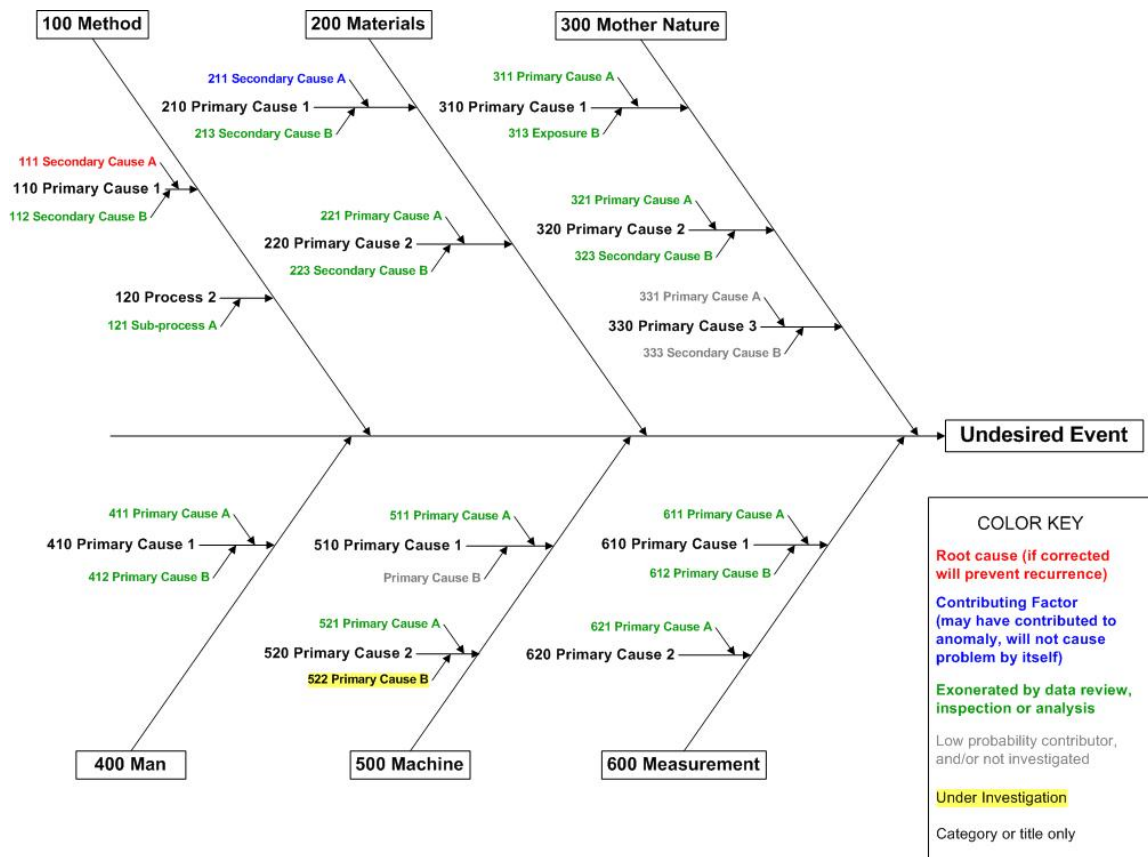 100 Method
200 Materials
300 Mother Nature
211 Secondary Cause A
311 Primary Cause A
210 Primary Cause 1
310 Primary Cause 1
213 Secondary Cause B
313 Exposure B
111 Secondary Cause A
110 Primary Cause 1
112 Secondary Cause B
221 Primary Cause A
321 Primary Cause A
220 Primary Cause 2
320 Primary Cause 2
223 Secondary Cause B
323 Secondary Cause B
120 Process 2
121 Sub-process A
331 Primary Cause A
330 Primary Cause 3
333 Secondary Cause B
Undesired Event
411 Primary Cause A
511 Primary Cause A
611 Primary Cause A
410 Primary Cause 1
510 Primary Cause 1
610 Primary Cause 1
412 Primary Cause B
Primary Cause B
612 Primary Cause B
521 Primary Cause A
621 Primary Cause A
520 Primary Cause 2
620 Primary Cause 2
522 Primary Cause B
400 Man
500 Machine
600 Measurement
COLOR KEY
Root cause (if corrected
will prevent recurrence)
Contributing Factor
(may have contributed to
anomaly, will not cause
problem by itself)
Exonerated by data review,
inspection or analysis
Low probability contributor,
and/or not investigated
Under Investigation
Category or title only